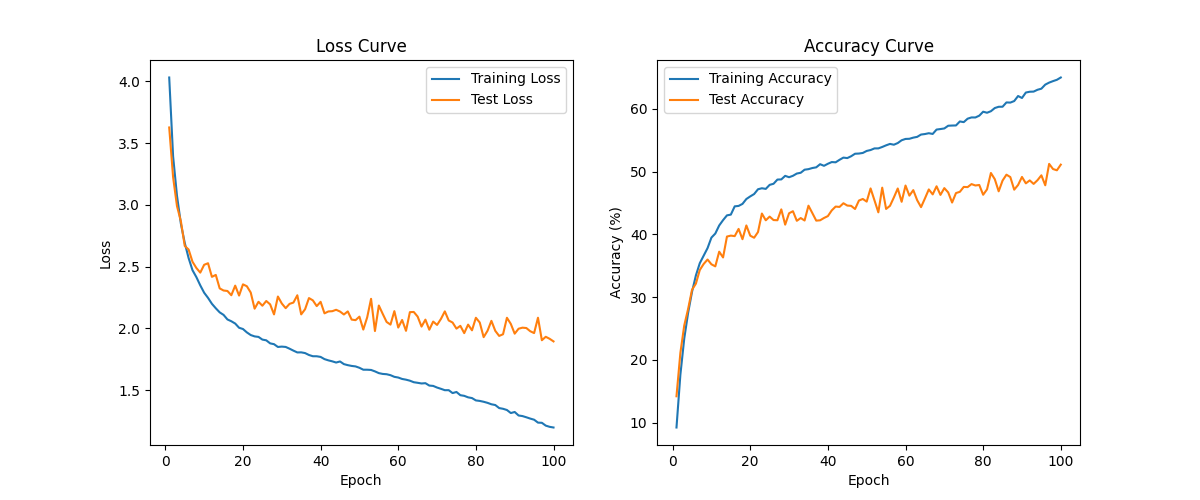 Loss Curve
Training Loss
Test Loss
4.0
3.5
3.0
2.5
2.0
1.5
Loss
0 20 40 60 80 100
Epoch
Accuracy Curve
Training Accuracy
Test Accuracy
60
50
40
30
20
10
Accuracy (%)
0 20 40 60 80 100
Epoch